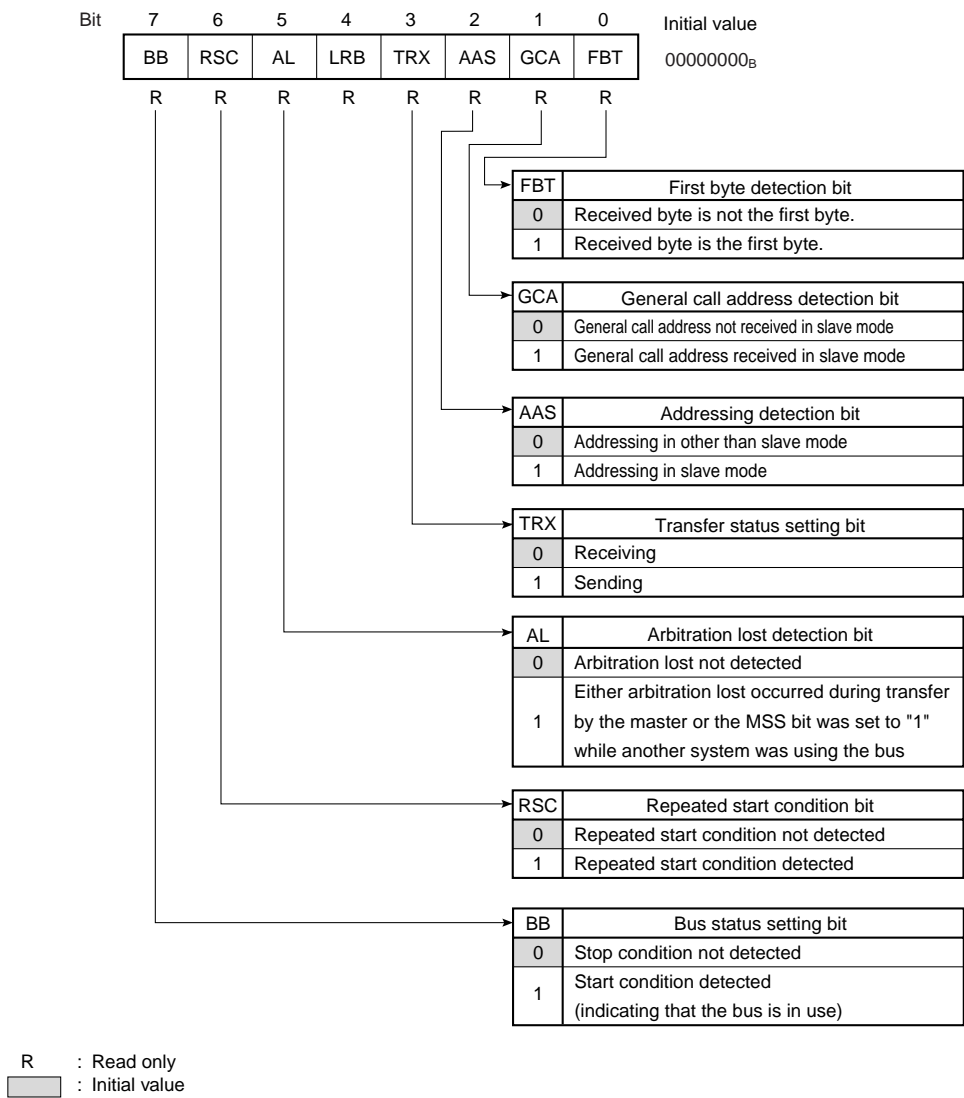 Bit 7 6 5 4 3 2 1 0 Initial value
BB RSC AL LRB TRX AAS GCA FBT 00000000B
R R R R R R R R
FBT First byte detection bit
0 Received byte is not the first byte.
1 Received byte is the first byte.
GCA General call address detection bit
0 General call address not received in slave mode
1 General call address received in slave mode
AAS Addressing detection bit
0 Addressing in other than slave mode
1 Addressing in slave mode
TRX Transfer status setting bit
0 Receiving
1 Sending
AL Arbitration lost detection bit
0 Arbitration lost not detected
Either arbitration lost occurred during transfer
1 by the master or the MSS bit was set to "1"
while another system was using the bus
RSC Repeated start condition bit
0 Repeated start condition not detected
1 Repeated start condition detected
BB Bus status setting bit
0 Stop condition not detected
1 Start condition detected
(indicating that the bus is in use)
R : Read only
: Initial value